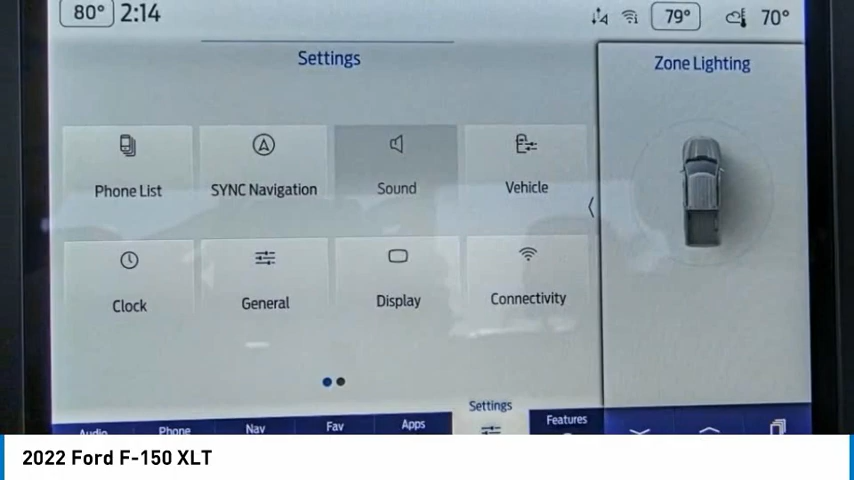 80° 2:14 79° 70°
Settings
Zone Lighting
Phone List SYNC Navigation Sound Vehicle
Clock General Display Connectivity
Audio Phone Nav Fav Apps Settings Features
2022 Ford F-150 XLT